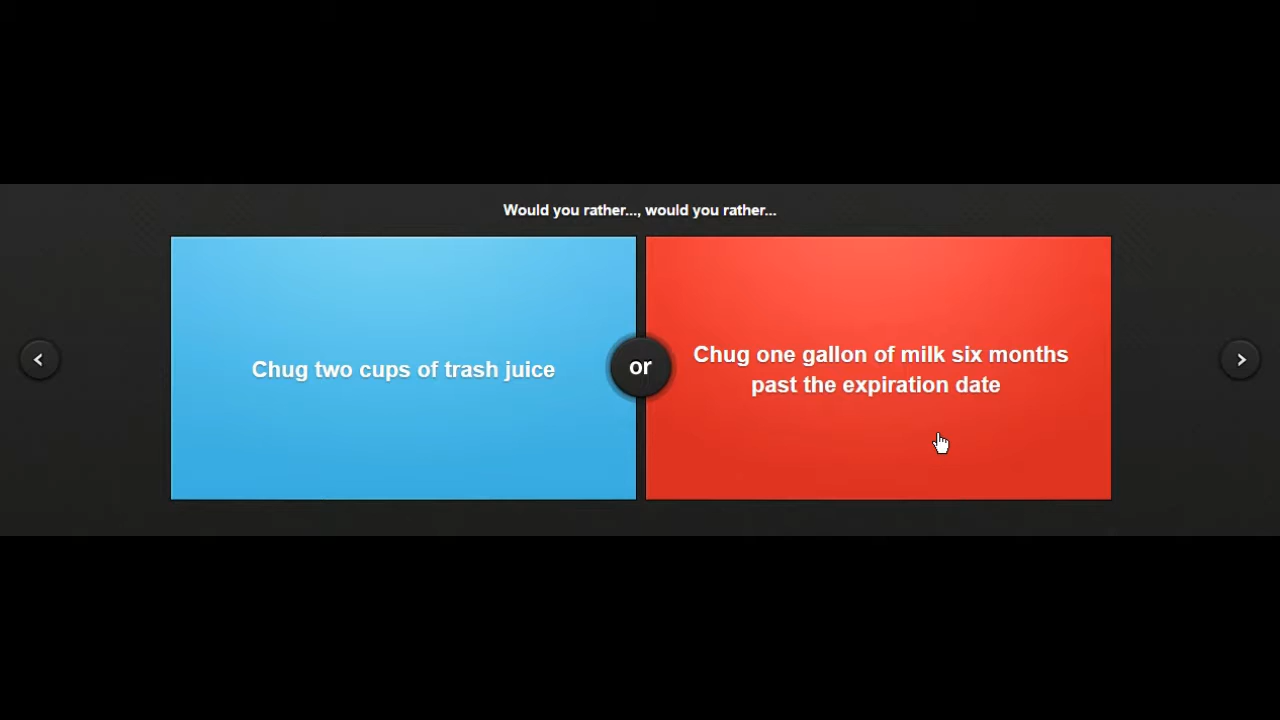 Would you rather..., would you rather...
Chug two cups of trash juice
or
Chug one gallon of milk six months
past the expiration date